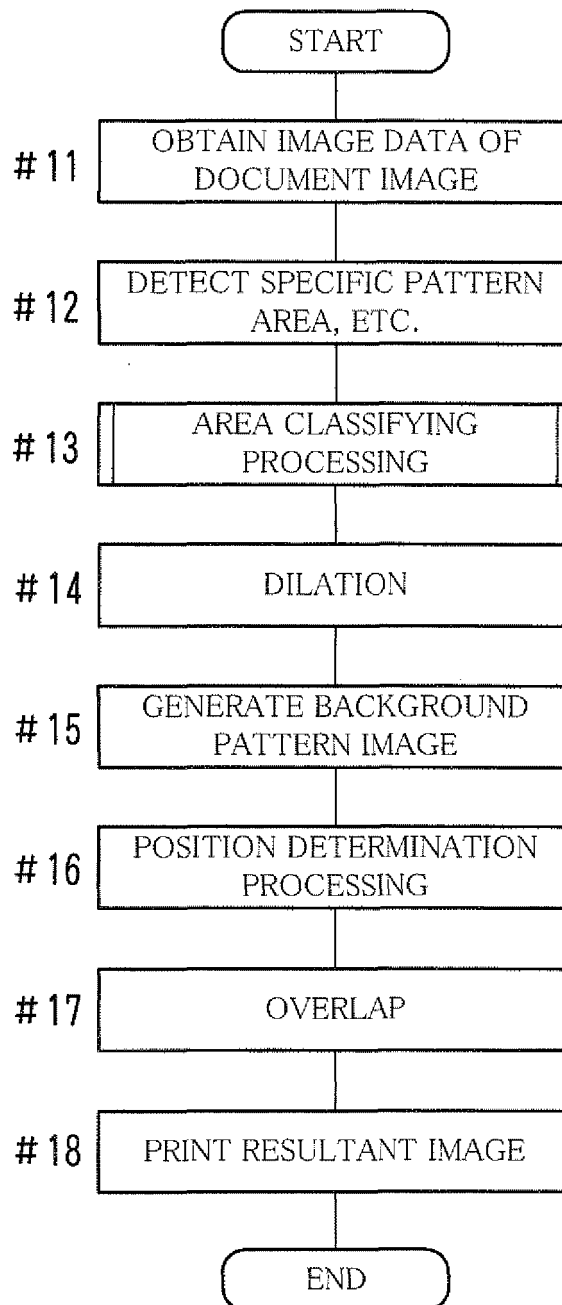 START
#11
OBTAIN IMAGE DATA OF
DOCUMENT IMAGE
#12
DETECT SPECIFIC PATTERN
AREA, ETC.
#13
AREA CLASSIFYING
PROCESSING
#14
DILATION
#15
GENERATE BACKGROUND
PATTERN IMAGE
#16
POSITION DETERMINATION
PROCESSING
#17
OVERLAP
#18
PRINT RESULTANT IMAGE
END